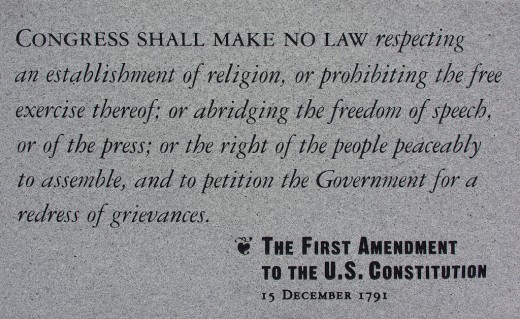 CONGRESS SHALL MAKE NO LAW respecting
an establishment of religion, or prohibiting the free
exercise thereof; or abridging the freedom of speech,
or of the press; or the right of the people peaceably
to assemble, and to petition the Government for a
redress of grievances.
THE FIRST AMENDMENT
TO THE U.S. CONSTITUTION
15 DECEMBER 1791